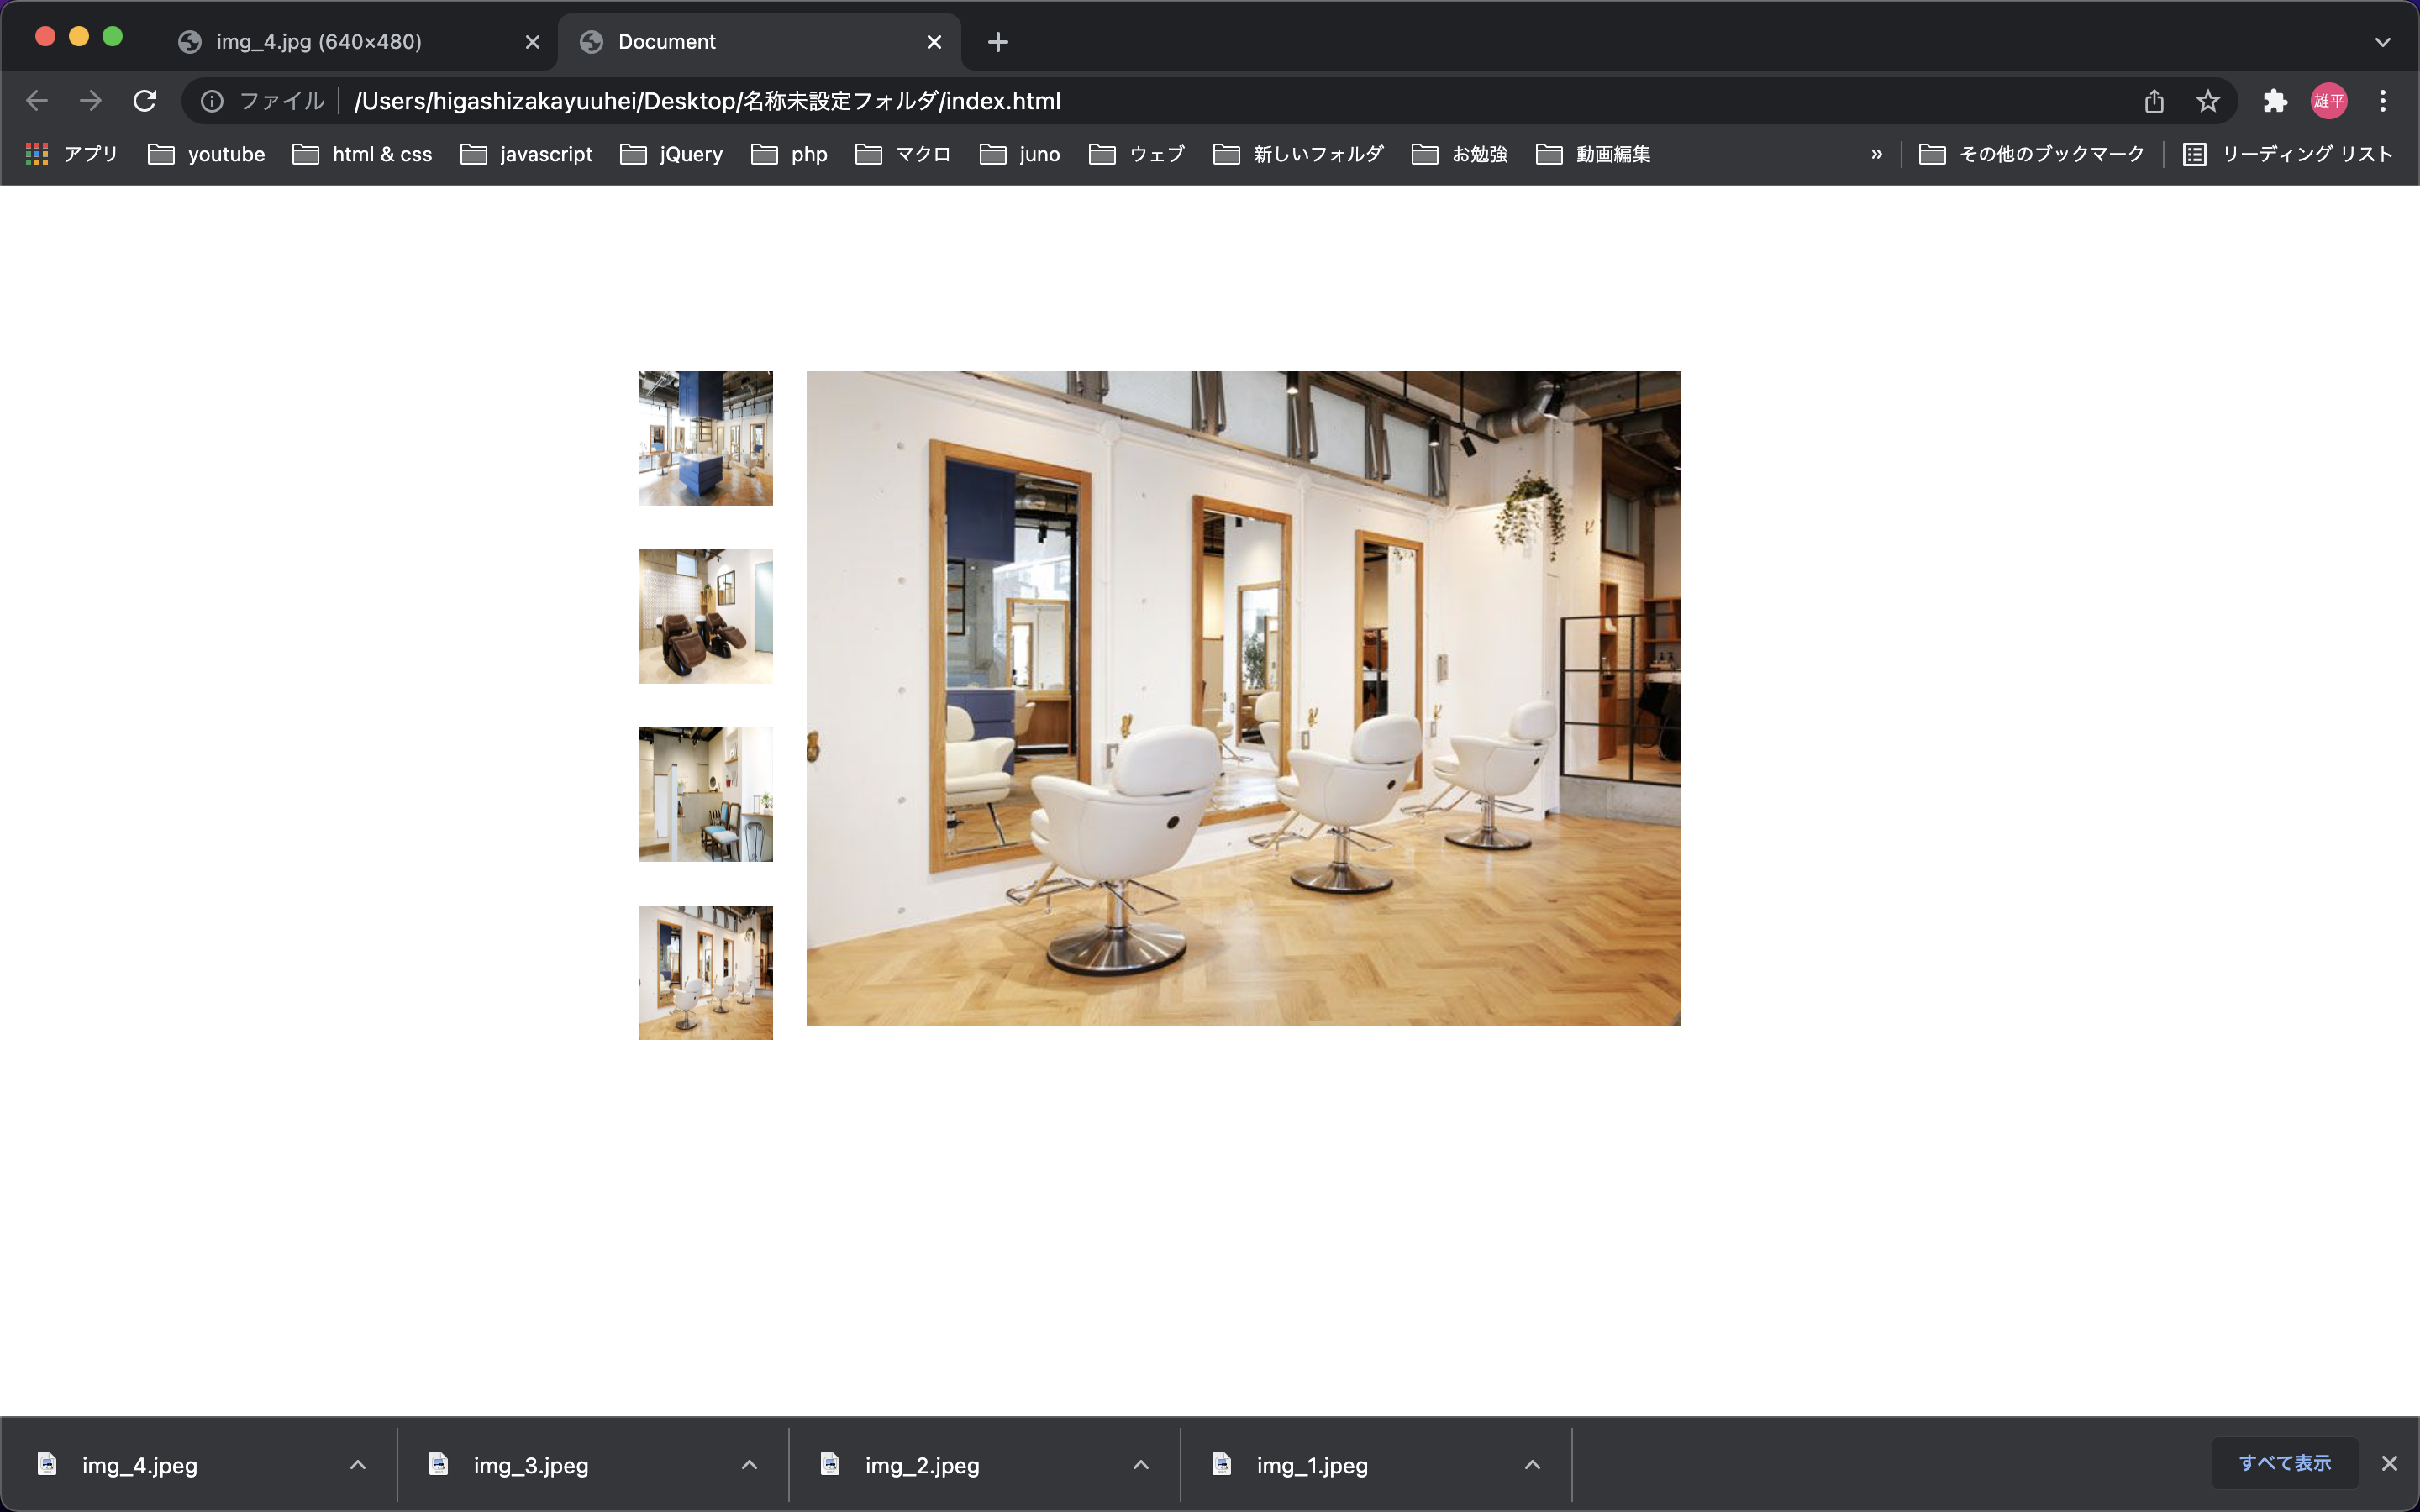 img_4.jpg (640×480)
Document
ファイル
/Users/higashizakayuuhei/Desktop/名称未設定フォルダ/index.html
雄平
アプリ
youtube
html & css
javascript
jQuery
php
マクロ
juno
ウェブ
新しいフォルダ
お勉強
動画編集
»
その他のブックマーク
リーディング リスト
img_4.jpeg
img_3.jpeg
img_2.jpeg
img_1.jpeg
すべて表示